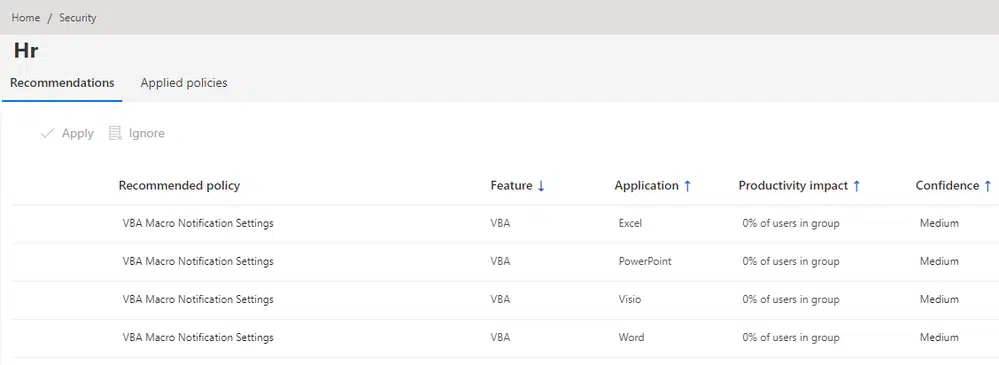 Home / Security
Hr
Recommendations Applied policies
Apply Ignore
Recommended policy Feature ↓ Application ↑ Productivity impact ↑ Confidence ↑
VBA Macro Notification Settings VBA Excel 0% of users in group Medium
VBA Macro Notification Settings VBA PowerPoint 0% of users in group Medium
VBA Macro Notification Settings VBA Visio 0% of users in group Medium
VBA Macro Notification Settings VBA Word 0% of users in group Medium